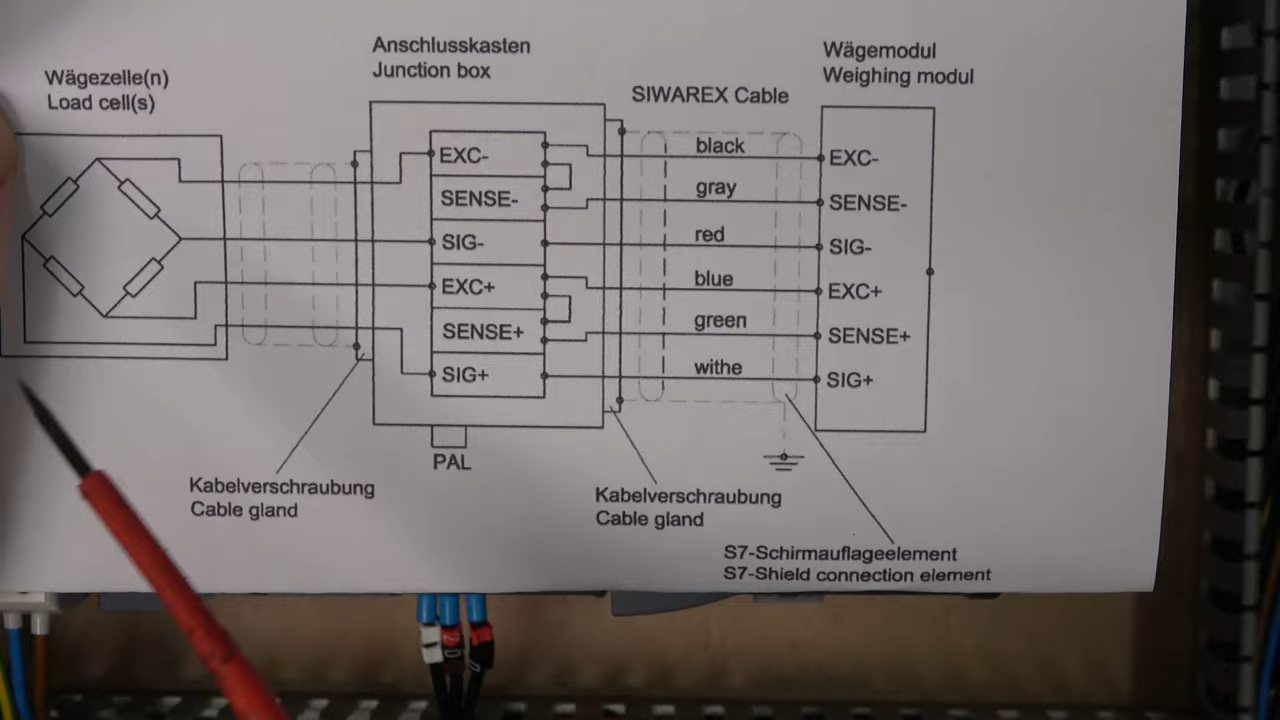 Wägezelle(n)
Load cell(s)
Anschlusskasten
Junction box
SIWAREX Cable
Wägemodul
Weighing modul
EXC-
SENSE-
SIG-
EXC+
SENSE+
SIG+
black
gray
red
blue
green
withe
EXC-
SENSE-
SIG-
EXC+
SENSE+
SIG+
PAL
Kabelverschraubung
Cable gland
Kabelverschraubung
Cable gland
S7-Schirmauflageelement
S7-Shield connection element